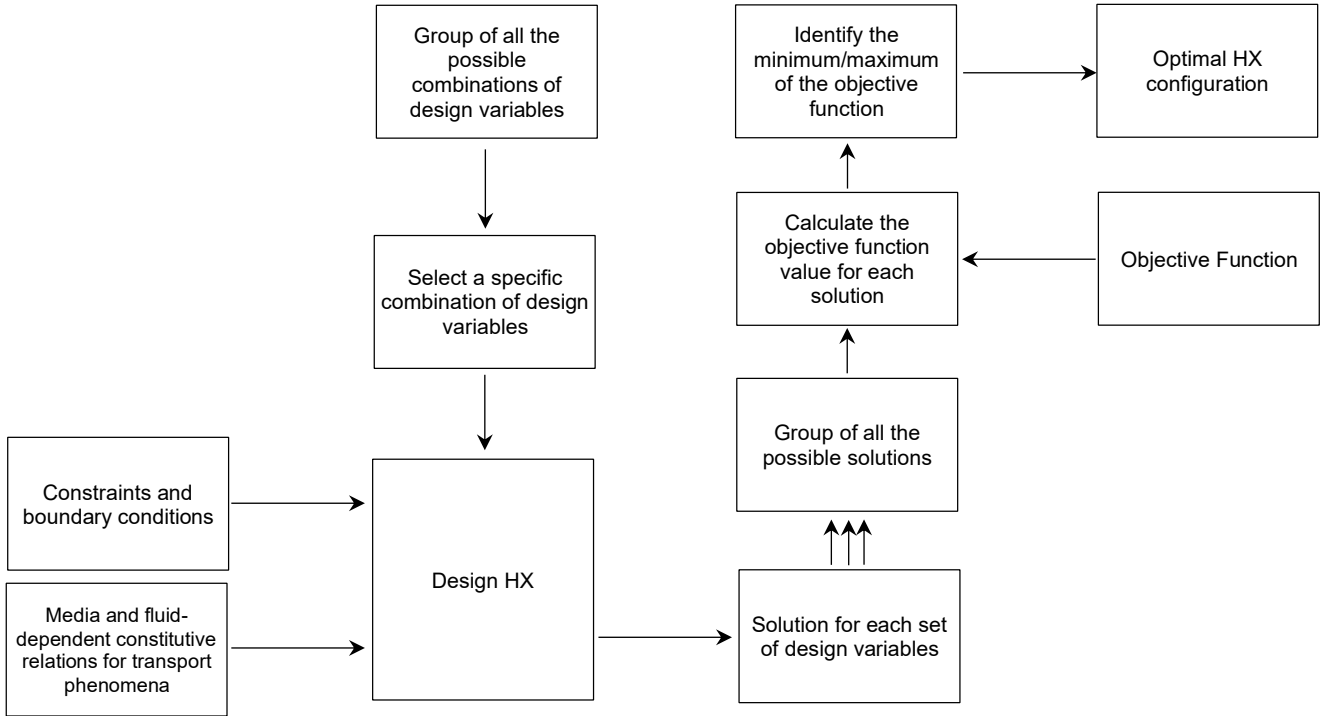 Group of all the
possible
combinations of
design variables
Select a specific
combination of design
variables
Constraints and
boundary conditions
Media and fluid-
dependent constitutive
relations for transport
phenomena
Design HX
Solution for each set
of design variables
Group of all the
possible solutions
Calculate the
objective function
value for each
solution
Objective Function
Identify the
minimum/maximum
of the objective
function
Optimal HX
configuration